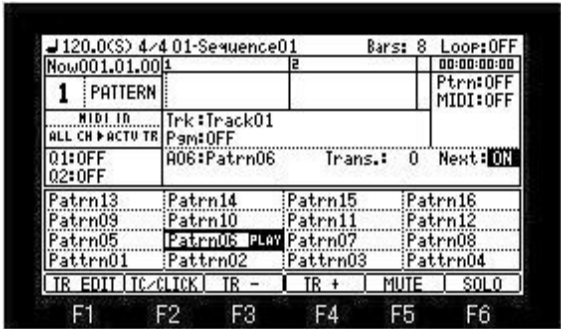 ♩120.0(S) 4/4 01-Sequence01 Bars: 8 Loop:OFF
Now001.01.00 1 2 00:00:00:00
1 PATTERN Ptrn:OFF
MIDI:OFF
MIDI IN Trk:Track01
ALL CH▶ACTV TR Pgm:OFF
Q1:OFF A06:Patrn06 Trans.: 0 Next:ON
Q2:OFF
Patrn13 Patrn14 Patrn15 Patrn16
Patrn09 Patrn10 Patrn11 Patrn12
Patrn05 Patrn06 PLAY Patrn07 Patrn08
Pattrn01 Pattrn02 Pattrn03 Pattrn04
TR EDIT TC/CLICK TR - TR + MUTE SOLO
F1 F2 F3 F4 F5 F6